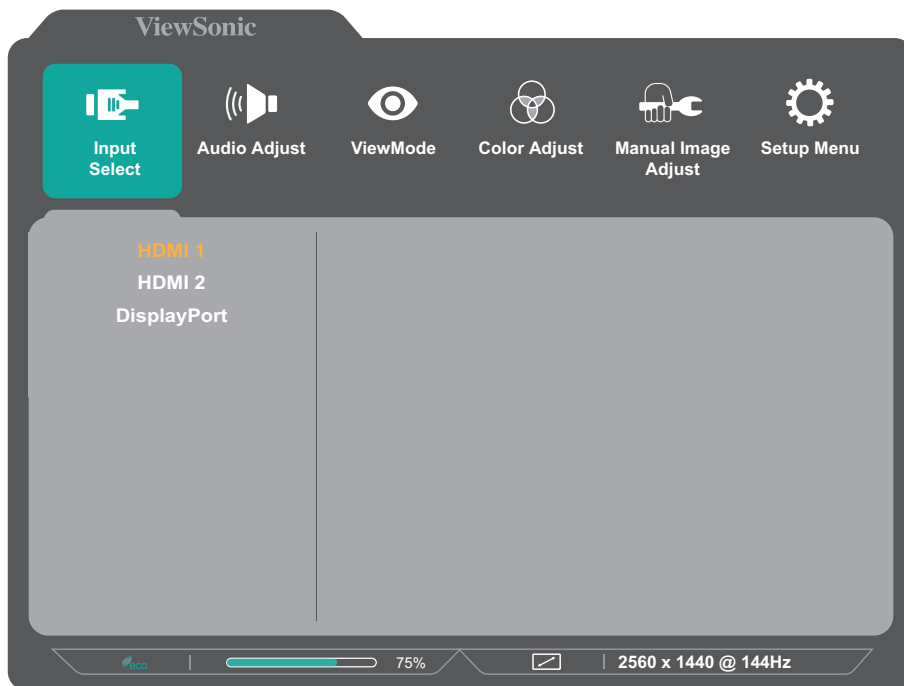 ViewSonic
Input
Select
Audio Adjust
ViewMode
Color Adjust
Manual Image
Adjust
Setup Menu
HDMI 1
HDMI 2
DisplayPort
eco
75%
2560 x 1440 @ 144Hz